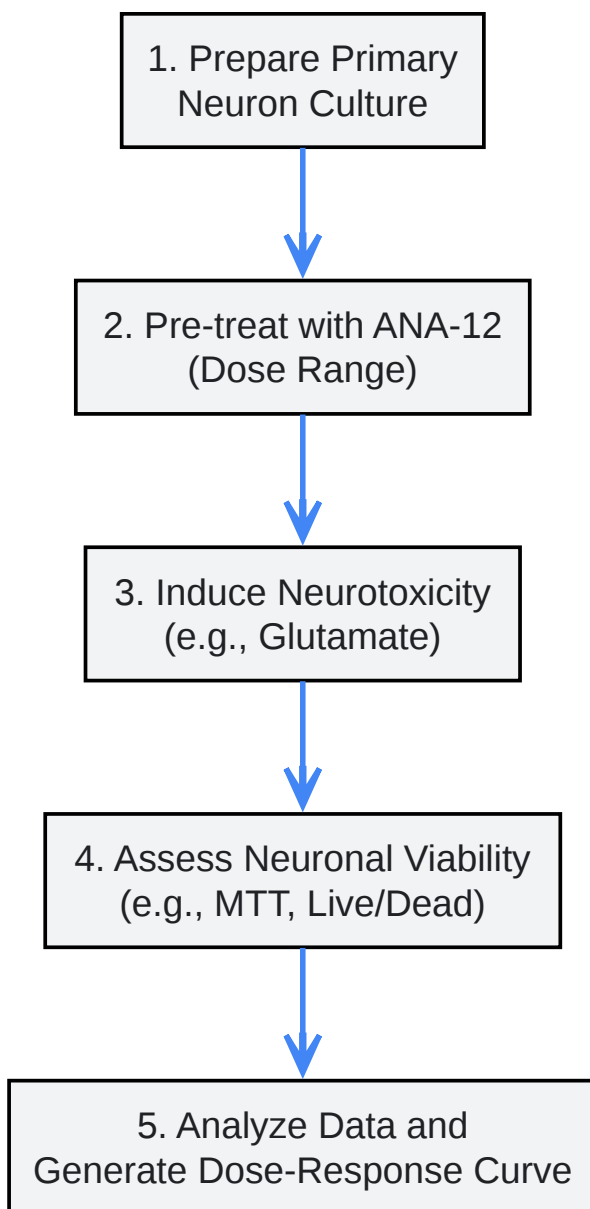 1. Prepare Primary
Neuron Culture
2. Pre-treat with ANA-12
(Dose Range)
3. Induce Neurotoxicity
(e.g., Glutamate)
4. Assess Neuronal Viability
(e.g., MTT, Live/Dead)
5. Analyze Data and
Generate Dose-Response Curve